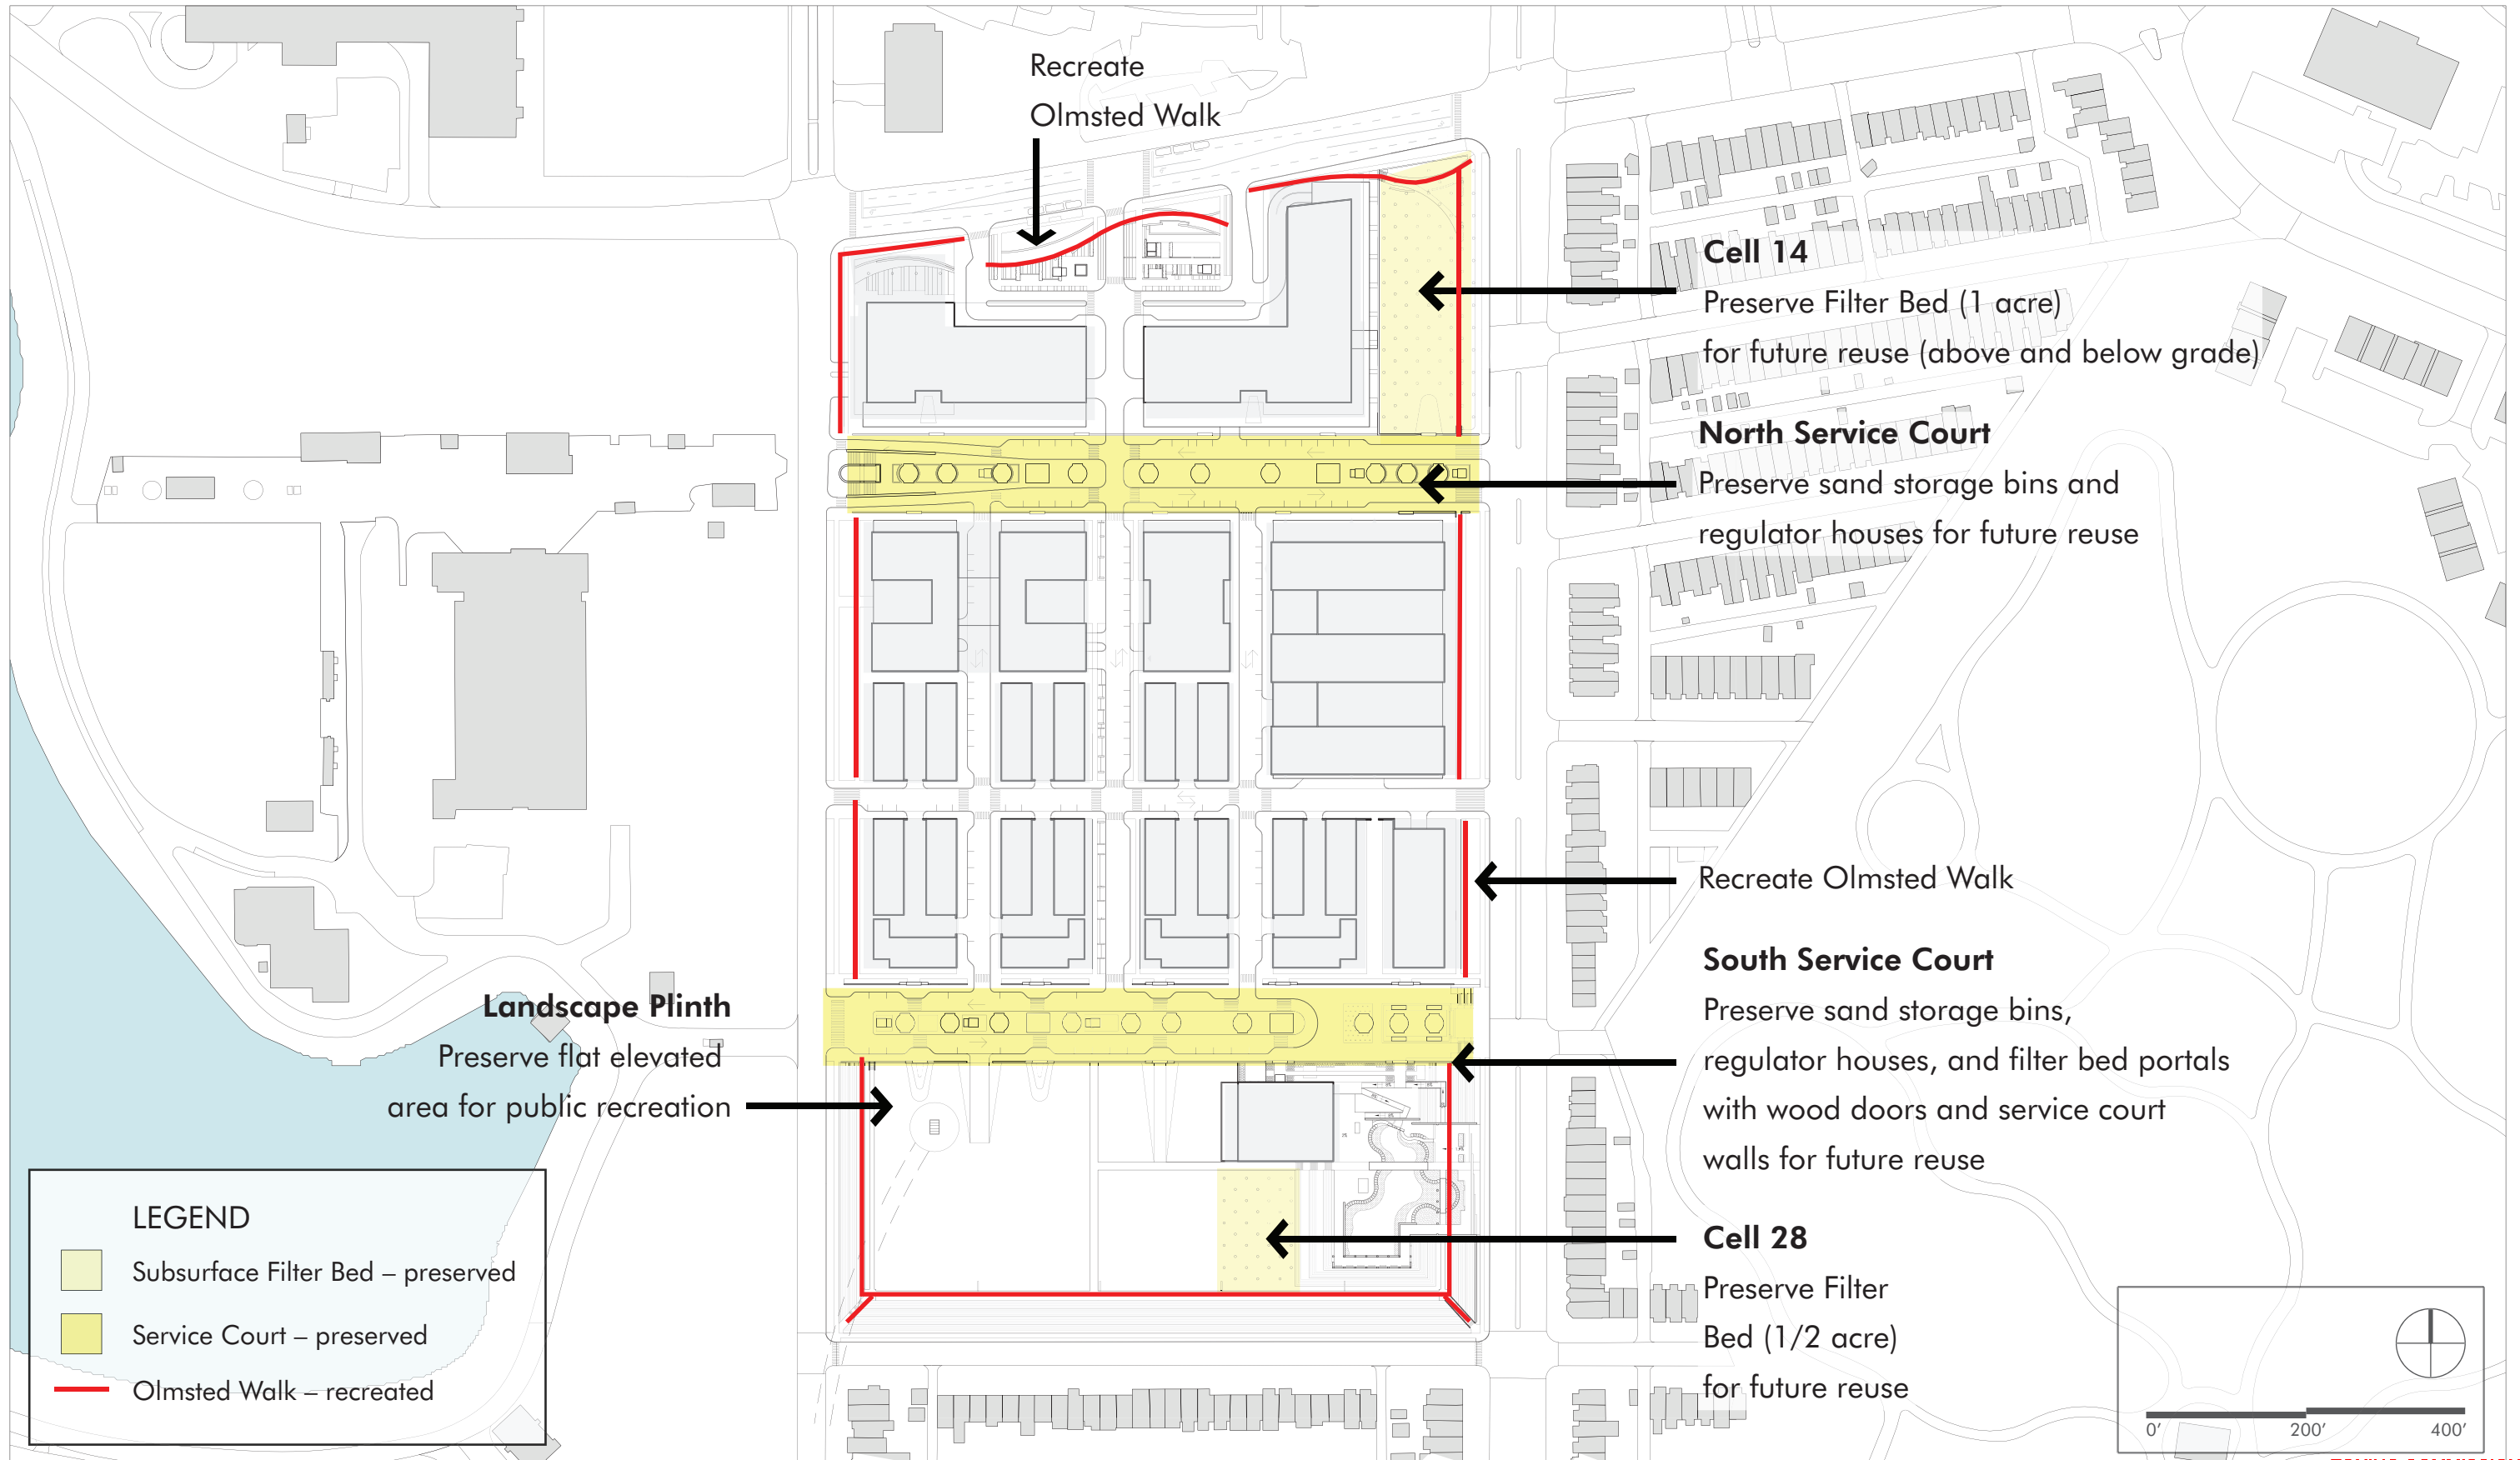 Recreate
Olmsted Walk
Cell 14
Preserve Filter Bed (1 acre)
for future reuse (above and below grade)
North Service Court
Preserve sand storage bins and
regulator houses for future reuse
Recreate Olmsted Walk
South Service Court
Preserve sand storage bins,
regulator houses, and filter bed portals
with wood doors and service court
walls for future reuse
Landscape Plinth
Preserve flat elevated
area for public recreation
Cell 28
Preserve Filter
Bed (1/2 acre)
for future reuse
LEGEND
Subsurface Filter Bed – preserved
Service Court – preserved
Olmsted Walk – recreated
0' 200' 400'